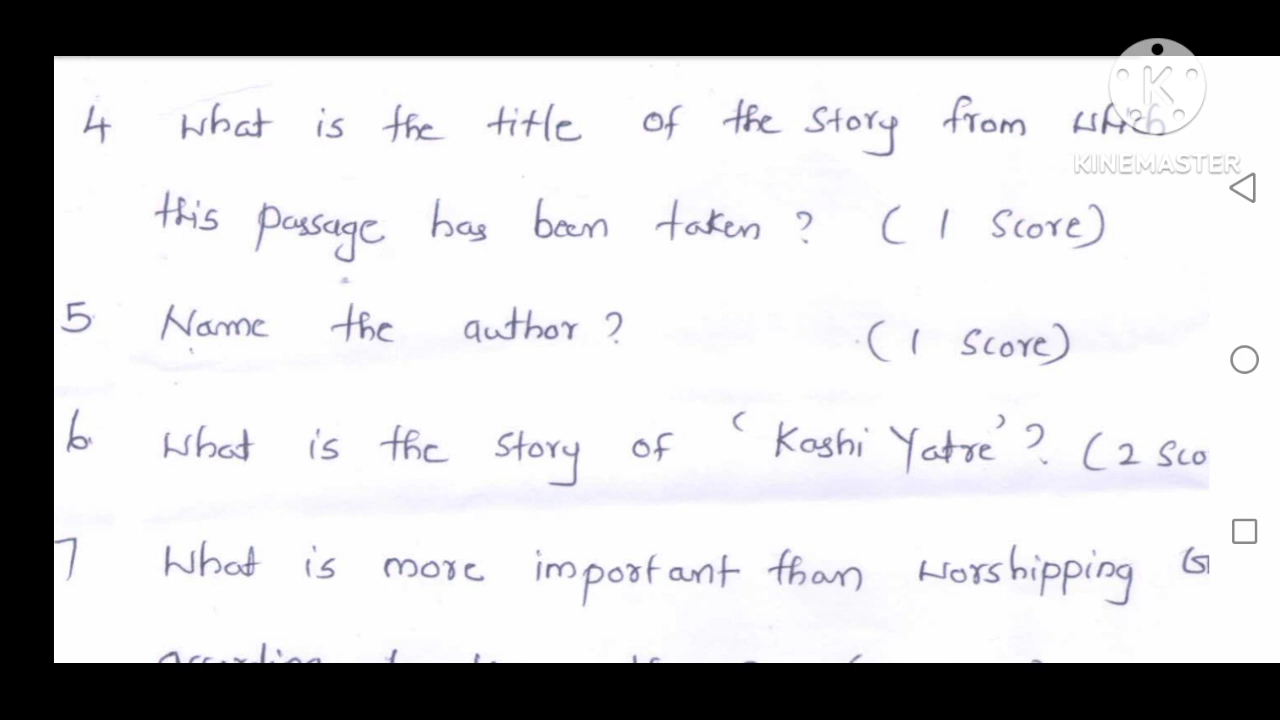 4 What is the title of the story from which
KINEMASTER
this passage has been taken ? ( 1 Score)
5 Name the author ? (1 Score)
6 What is the story of ‘Kashi Yatre’ ? (2 Sco
7 What is more important than worshipping G
according